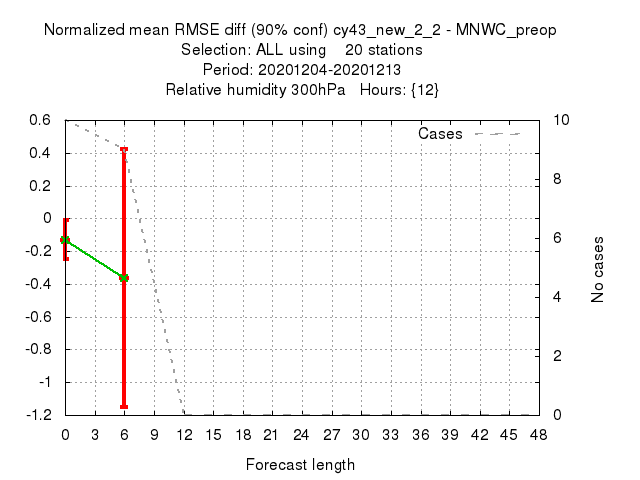 Normalized mean RMSE diff (90% conf) cy43_new_2_2 - MNWC_preop
Selection: ALL using 20 stations
Period: 20201204-20201213
Relative humidity 300hPa Hours: {12}
Cases
0.6
0.4
0.2
0
-0.2
-0.4
-0.6
-0.8
-1
-1.2
10
8
6
4
2
0
No cases
0 3 6 9 12 15 18 21 24 27 30 33 36 39 42 45 48
Forecast length